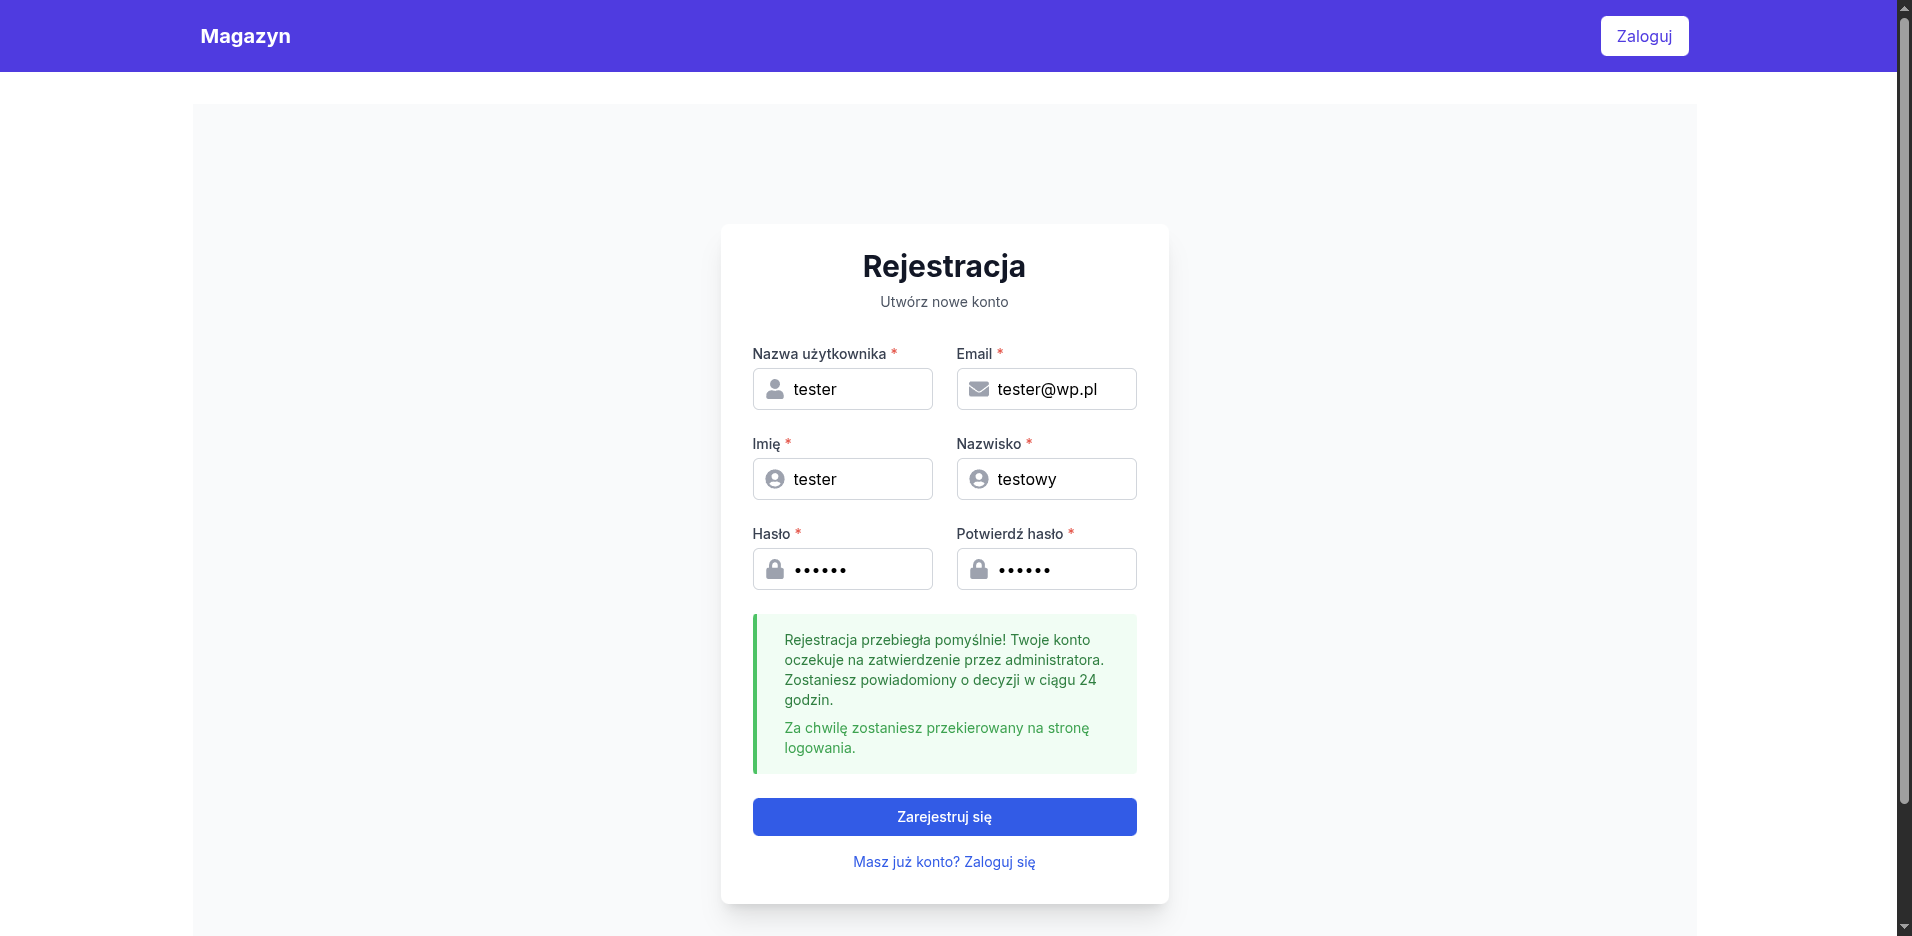 Magazyn
Zaloguj
Rejestracja
Utwórz nowe konto
Nazwa użytkownika *
Email *
tester
tester@wp.pl
Imię *
Nazwisko *
tester
testowy
Hasło *
Potwierdź hasło *
••••••
••••••
Rejestracja przebiegła pomyślnie! Twoje konto
oczekuje na zatwierdzenie przez administratora.
Zostaniesz powiadomiony o decyzji w ciągu 24
godzin.
Za chwilę zostaniesz przekierowany na stronę
logowania.
Zarejestruj się
Masz już konto? Zaloguj się